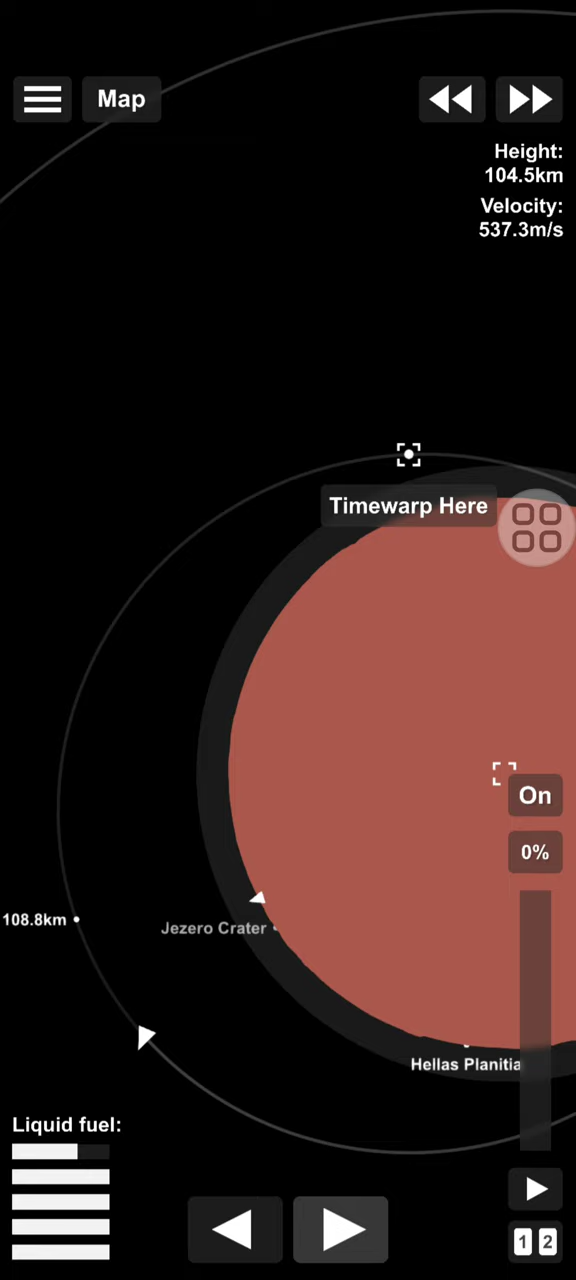 Map
Height:
104.5km
Velocity:
537.3m/s
Timewarp Here
On
0%
108.8km
Jezero Crater
Hellas Planitia
Liquid fuel:
1 2